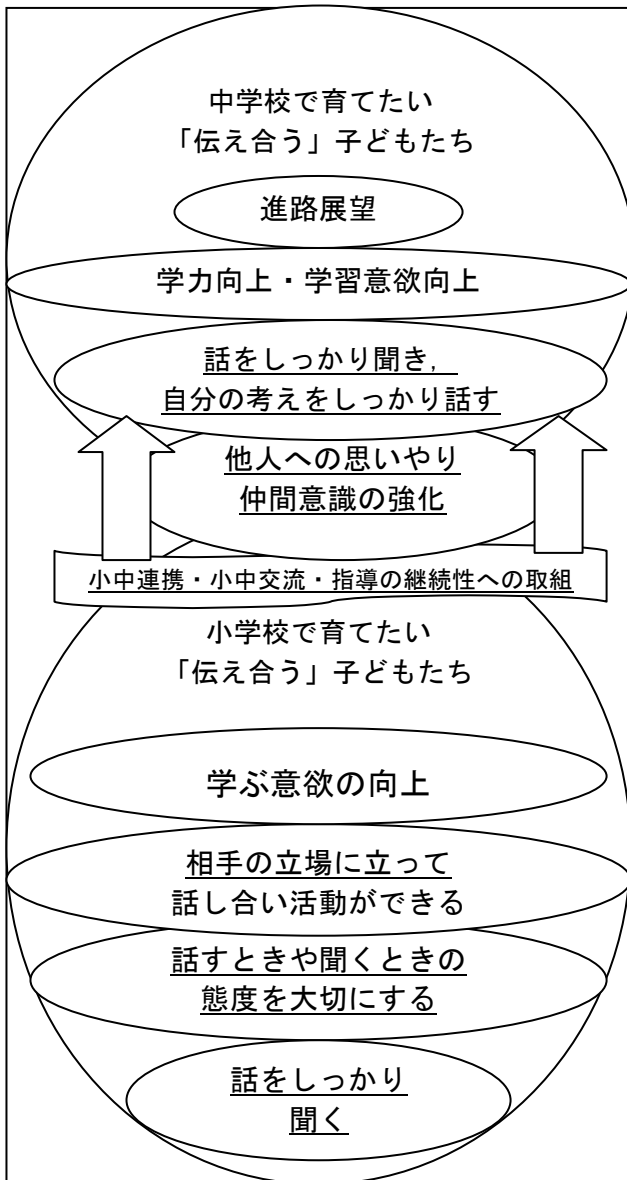 中学校で育てたい
「伝え合う」子どもたち
進路展望
学力向上・学習意欲向上
話をしっかり聞き，
自分の考えをしっかり話す
他人への思いやり
仲間意識の強化
小中連携・小中交流・指導の継続性への取組
小学校で育てたい
「伝え合う」子どもたち
学ぶ意欲の向上
相手の立場に立って
話し合い活動ができる
話すときや聞くときの
態度を大切にする
話をしっかり
聞く